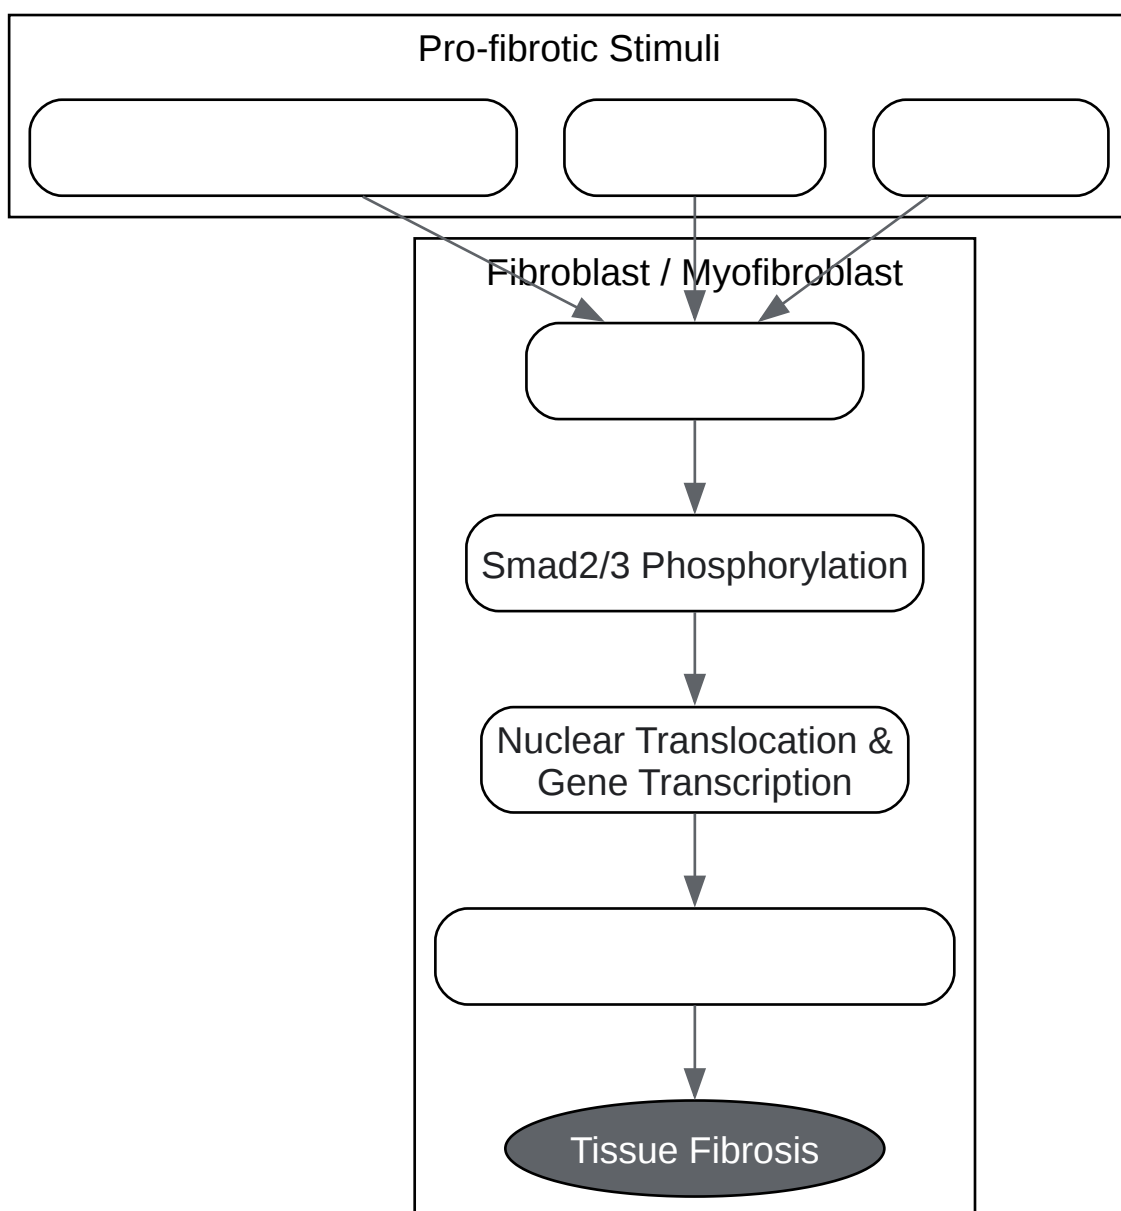 Pro-fibrotic Stimuli
Fibroblast / Myofibroblast
Smad2/3 Phosphorylation
Nuclear Translocation &
Gene Transcription
Tissue Fibrosis